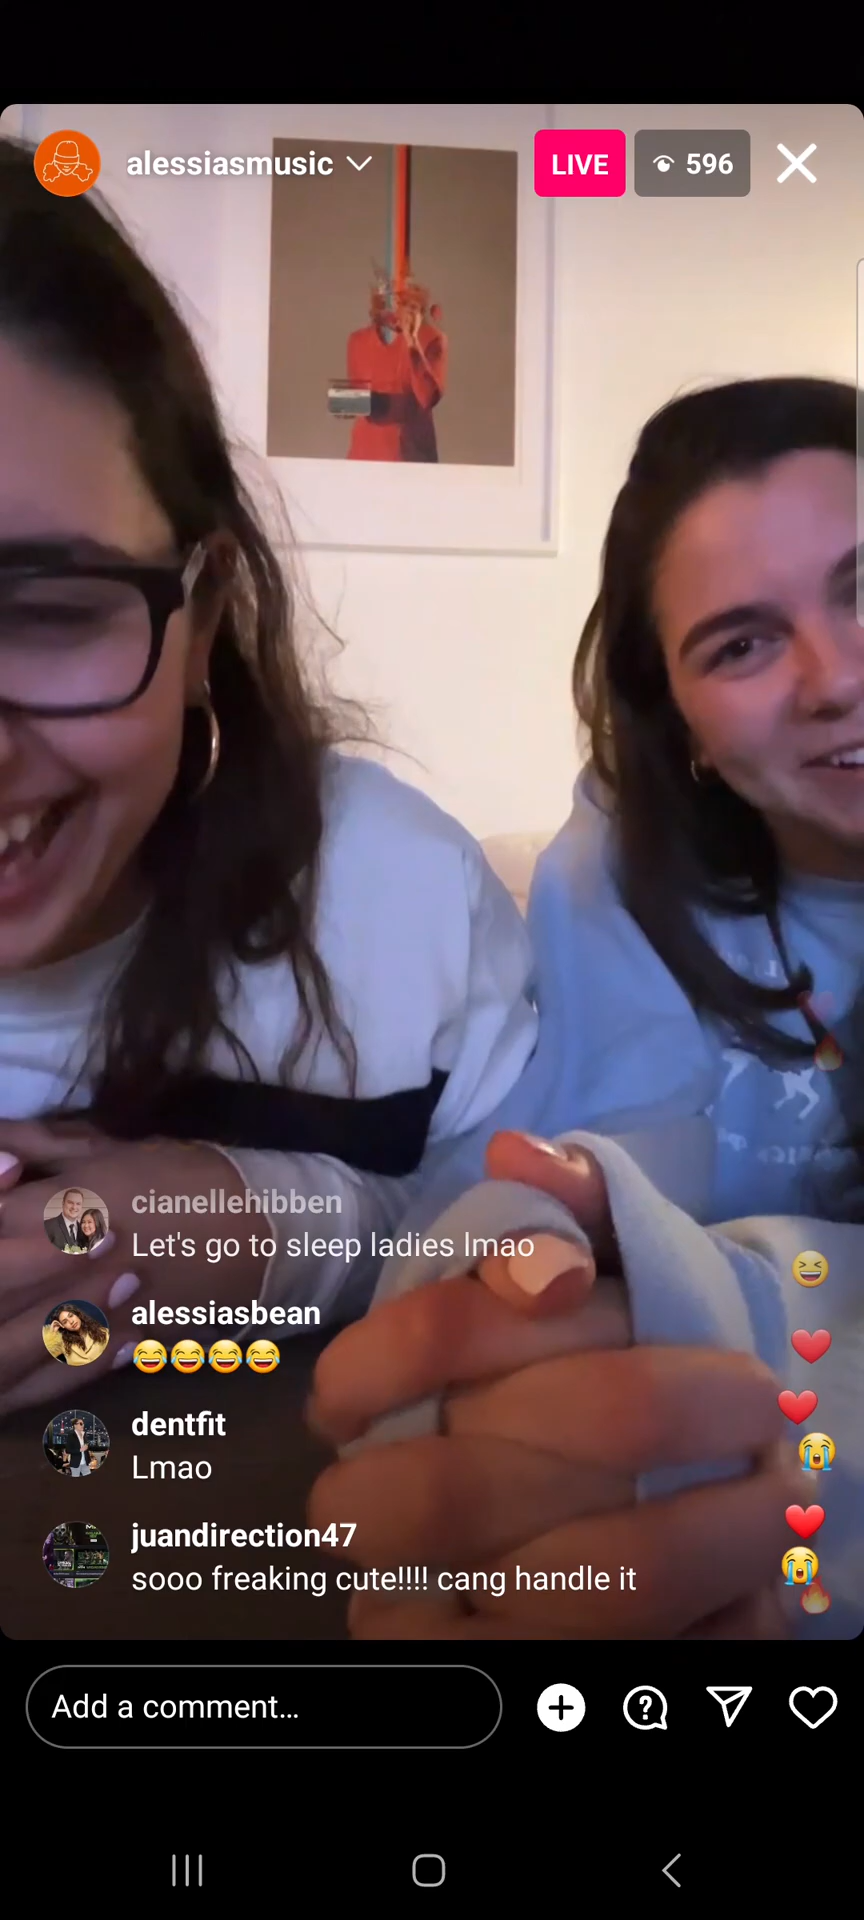 alessiasmusic
LIVE
596
cianellehibben
Let's go to sleep ladies lmao
alessiasbean
😂😂😂😂
dentfit
Lmao
juandirection47
sooo freaking cute!!!! cang handle it
Add a comment...